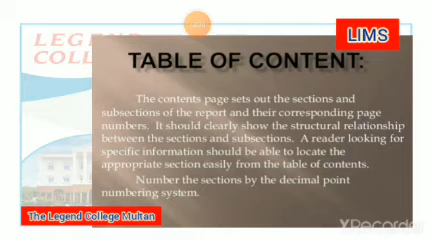 LEGEND
LIMS
COLL
TABLE OF CONTENT:
The contents page sets out the sections and
subsections of the report and their corresponding page
numbers. It should clearly show the structural relationship
between the sections and subsections. A reader looking for
specific information should be able to locate the
appropriate section easily from the table of contents.
Number the sections by the decimal point
numbering system.
The Legend College Multan
XRecorder